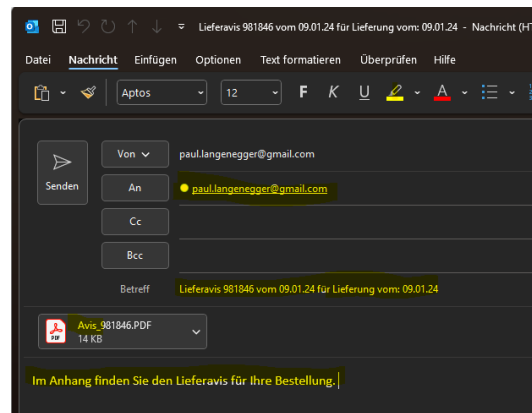 Lieferavis 981846 vom 09.01.24 für Lieferung vom: 09.01.24 - Nachricht (HT
Datei Nachricht Einfügen Optionen Text formatieren Überprüfen Hilfe
Aptos 12 F K U A
Von paul.langenegger@gmail.com
Senden
An paul.langenegger@gmail.com
Cc
Bcc
Betreff Lieferavis 981846 vom 09.01.24 für Lieferung vom: 09.01.24
PDF Avis_981846.PDF
14 KB
Im Anhang finden Sie den Lieferavis für Ihre Bestellung.